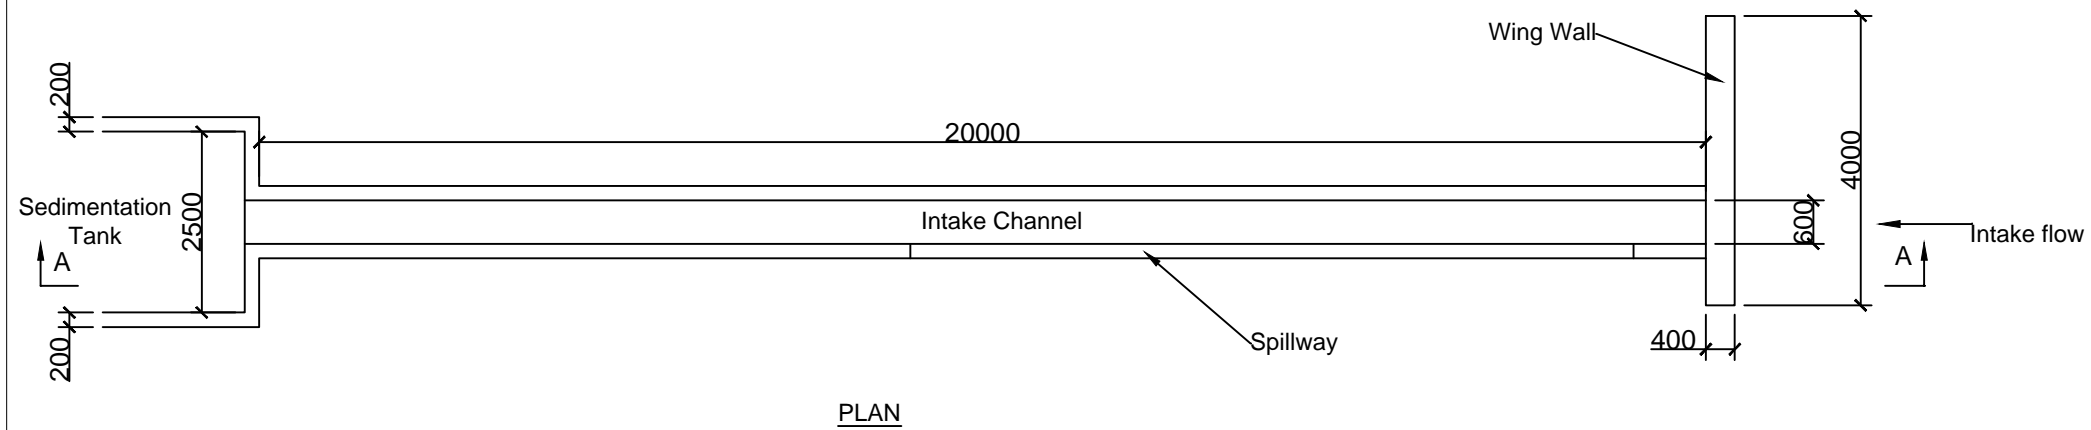 Wing Wall
200
20000
4000
Sedimentation
Tank
2500
Intake Channel
600
Intake flow
A
A
200
Spillway
400
PLAN